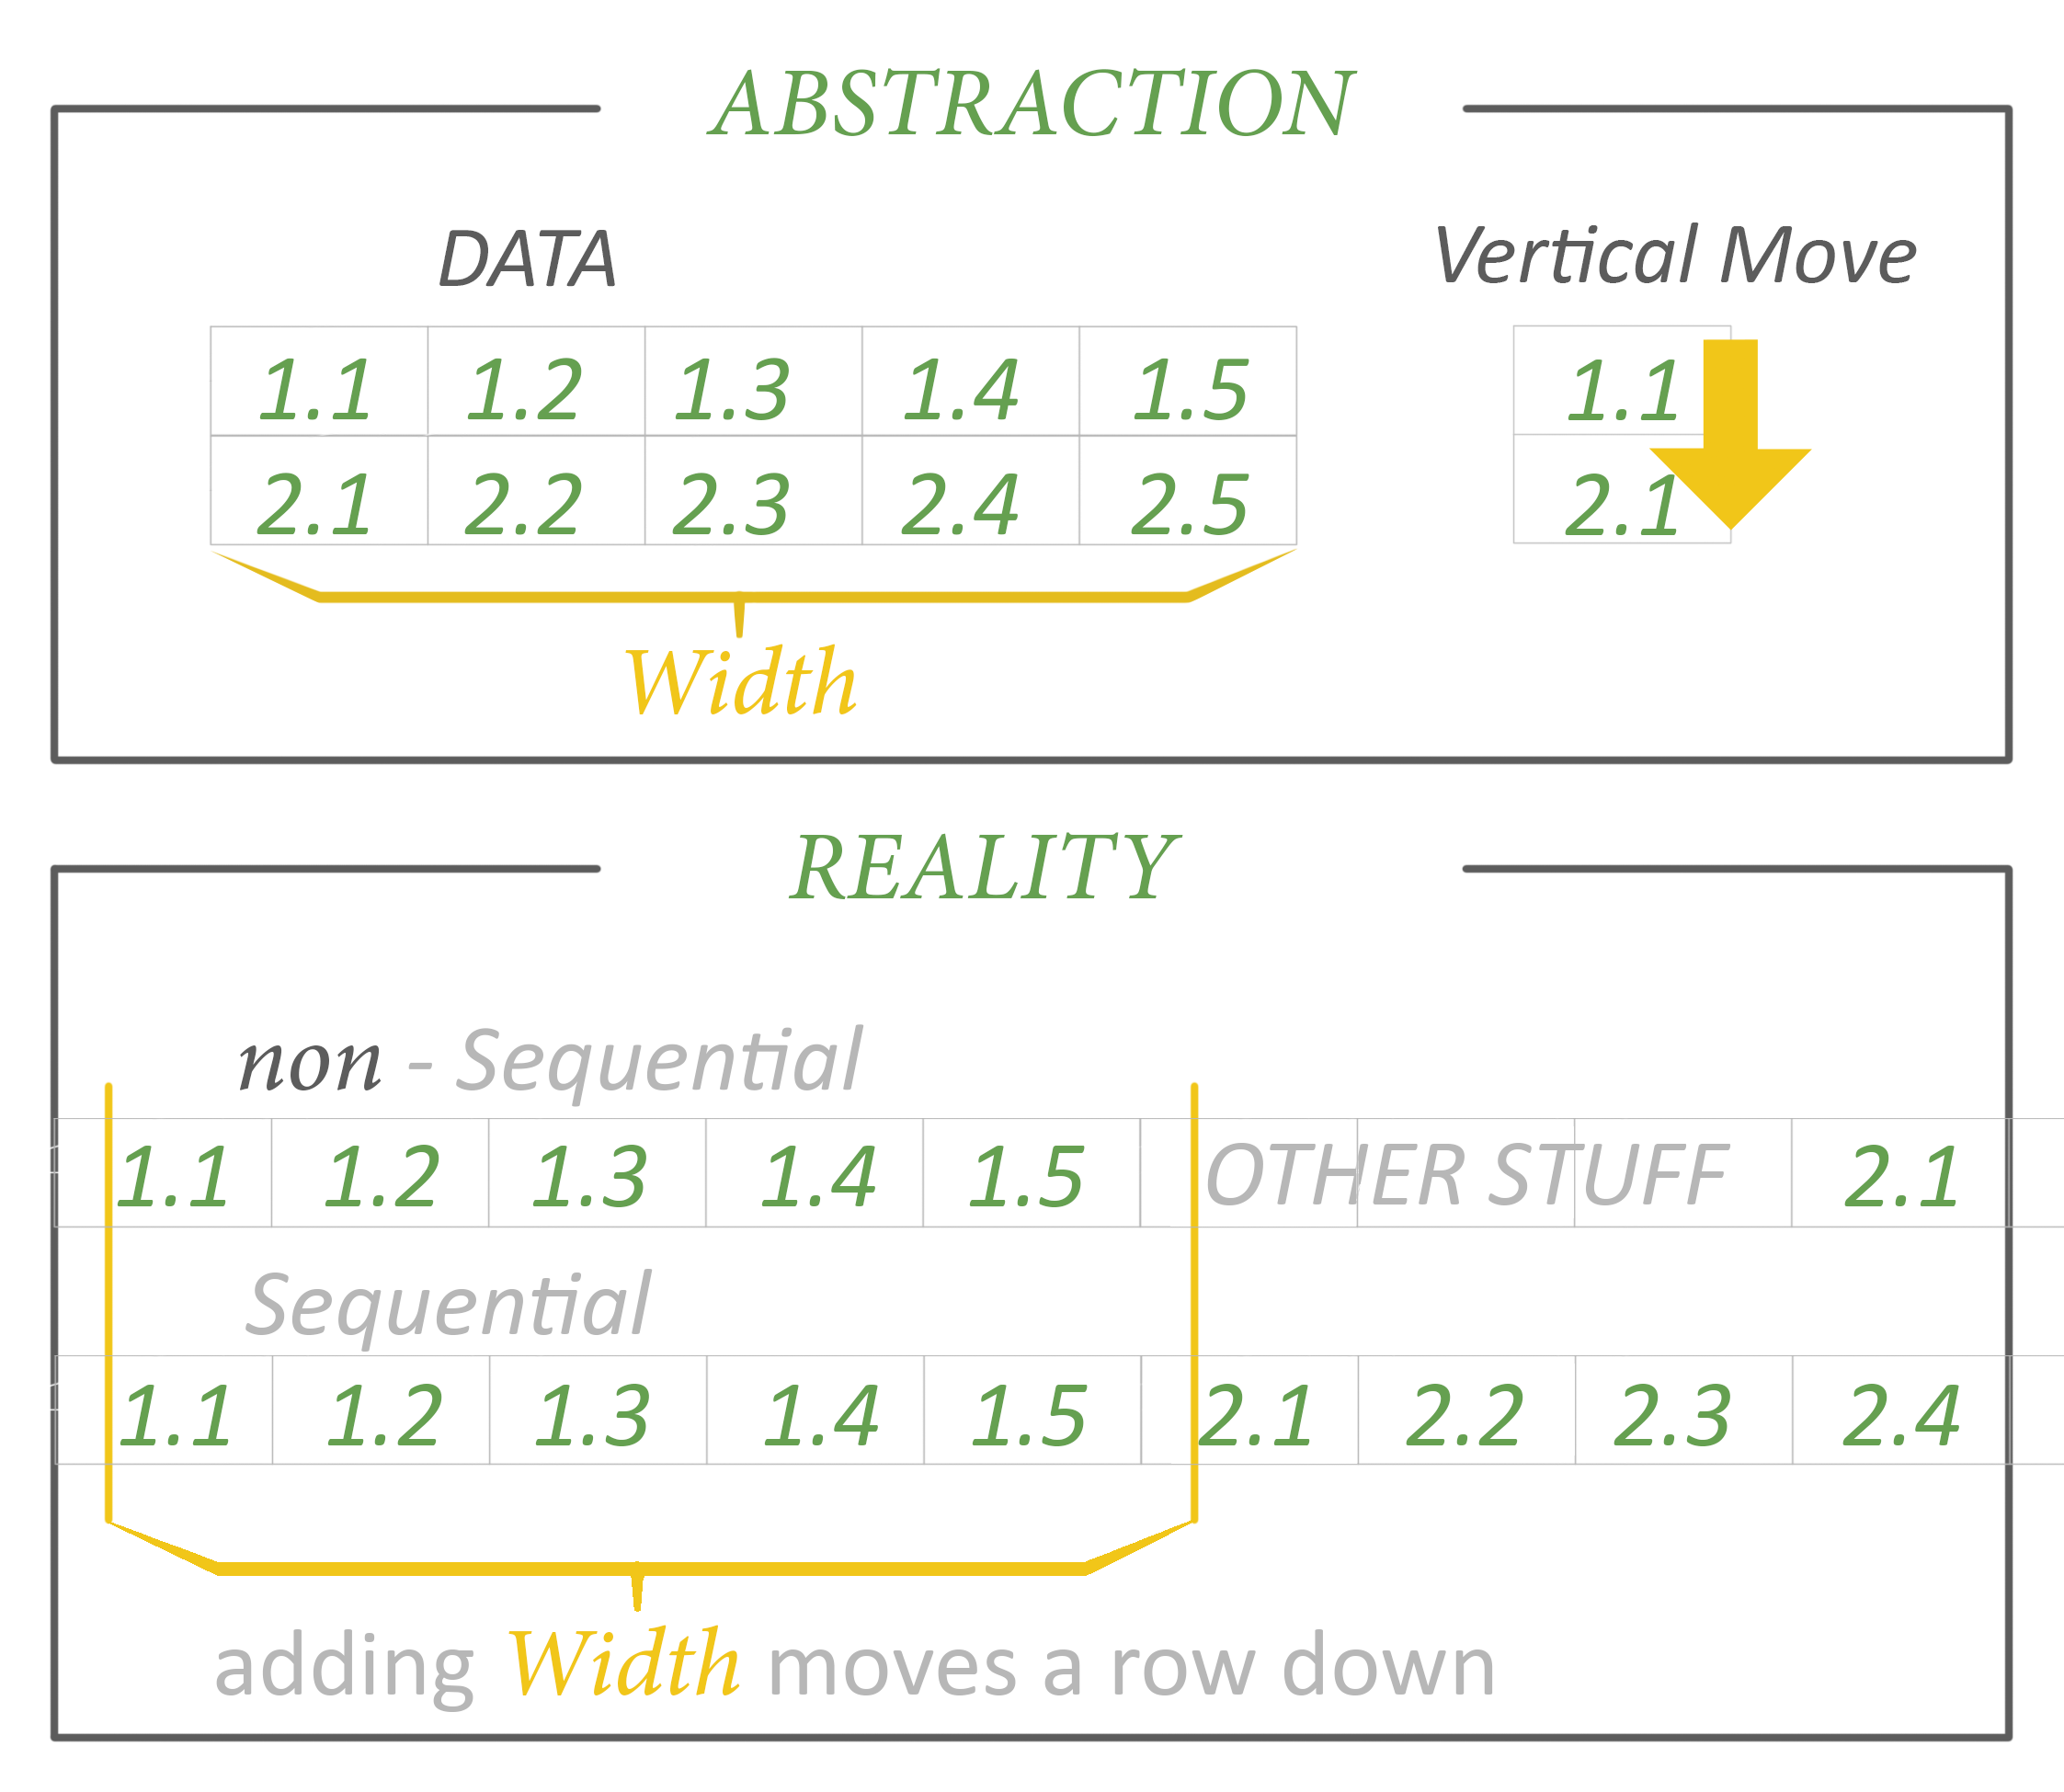 ABSTRACTION
DATA
Vertical Move
1.1 1.2 1.3 1.4 1.5 1.1
2.1 2.2 2.3 2.4 2.5 2.1
Width
REALITY
non - Sequential
1.1 1.2 1.3 1.4 1.5 OTHER STUFF 2.1
Sequential
1.1 1.2 1.3 1.4 1.5 2.1 2.2 2.3 2.4
adding Width moves a row down